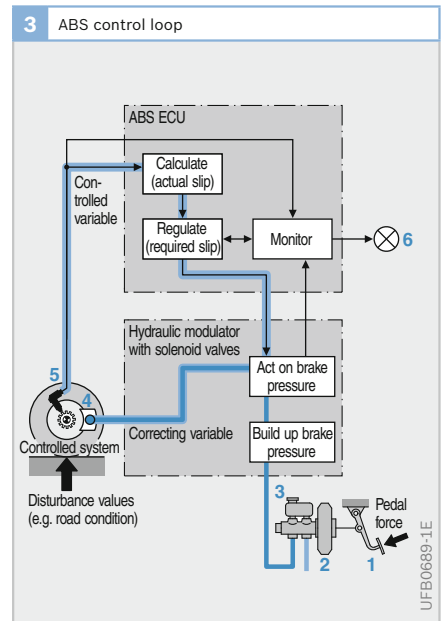 3 ABS control loop
ABS ECU
Calculate
(actual slip)
Con-
trolled
variable
Regulate
(required slip)
Monitor
6
Hydraulic modulator
with solenoid valves
Act on brake
pressure
5
4
Controlled system
Correcting variable
Build up brake
pressure
Disturbance values
(e.g. road condition)
3
Pedal
force
2
1
UFB0689-1E